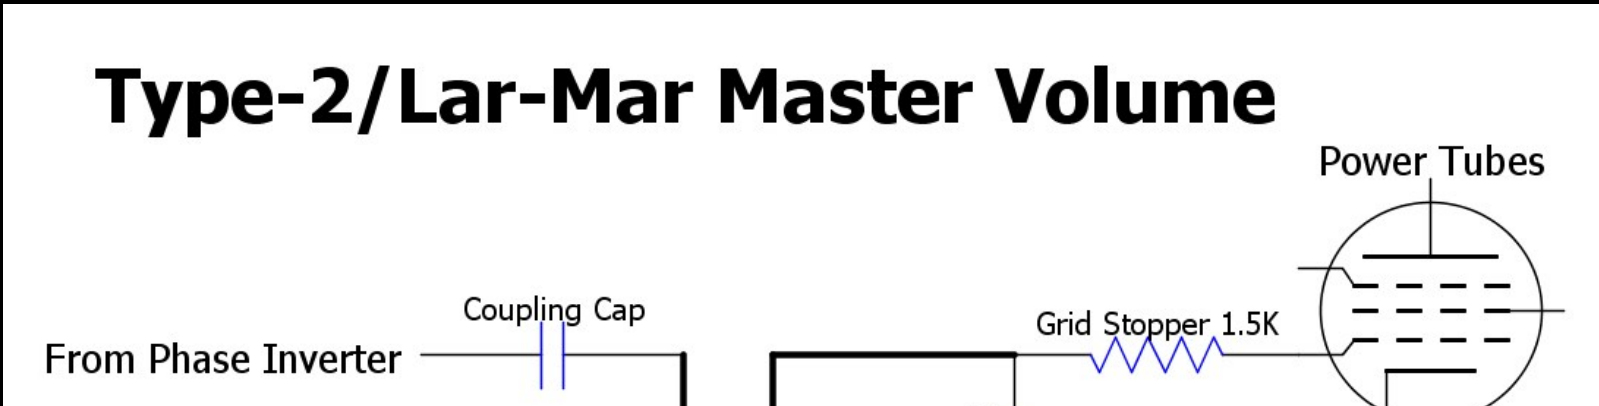 Type-2/Lar-Mar Master Volume
Power Tubes
Coupling Cap
Grid Stopper 1.5K
From Phase Inverter